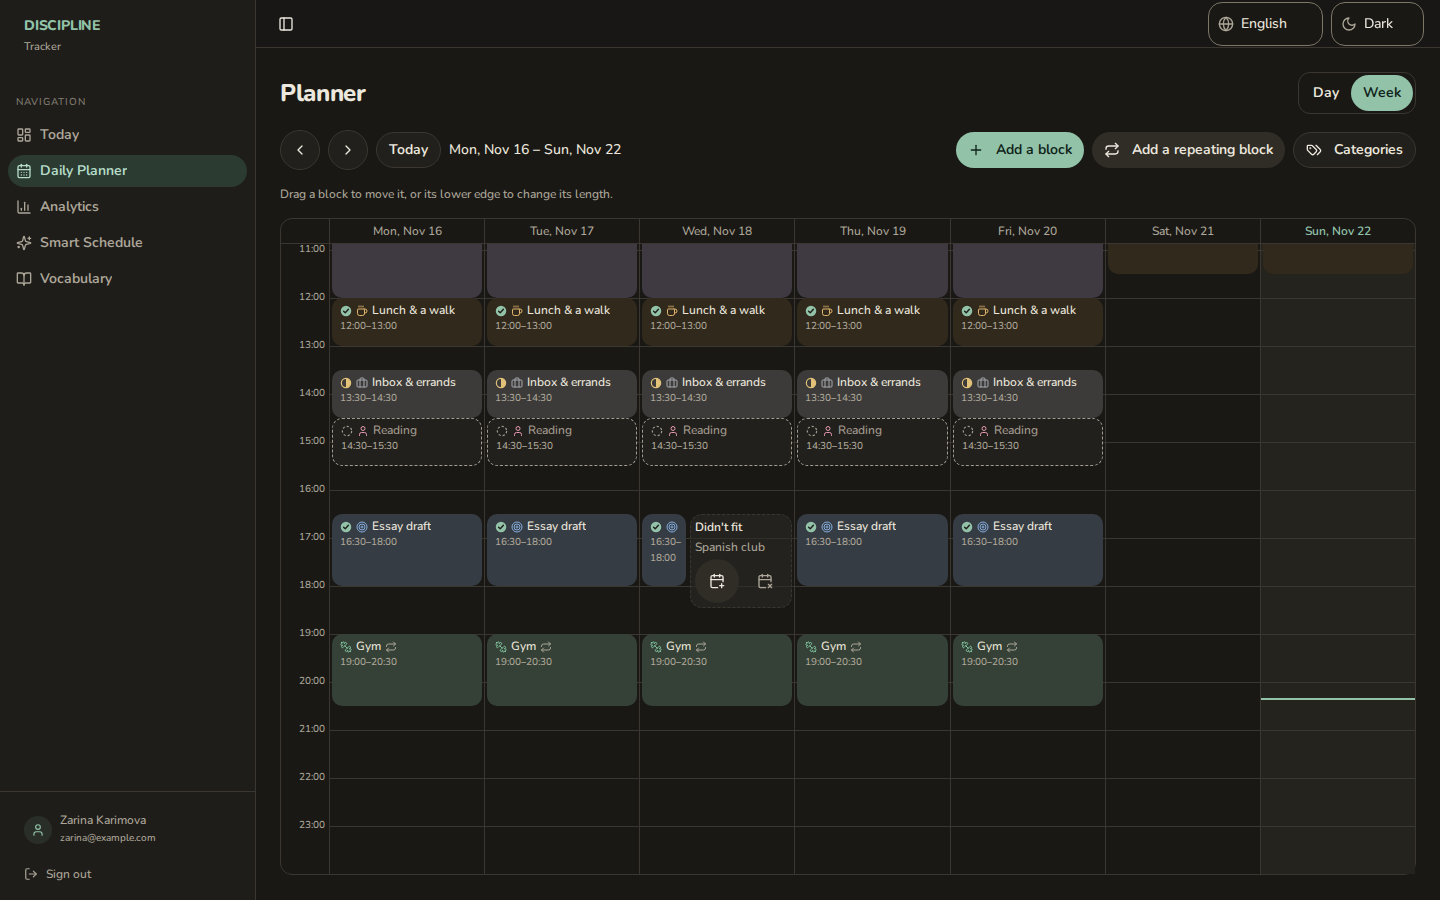 DISCIPLINE
Tracker
NAVIGATION
Today
Daily Planner
Analytics
Smart Schedule
Vocabulary
Zarina Karimova
zarina@example.com
Sign out
English
Dark
Planner
Day
Week
Today
Mon, Nov 16 – Sun, Nov 22
Add a block
Add a repeating block
Categories
Drag a block to move it, or its lower edge to change its length.
Mon, Nov 16
Tue, Nov 17
Wed, Nov 18
Thu, Nov 19
Fri, Nov 20
Sat, Nov 21
Sun, Nov 22
11:00
12:00
Lunch & a walk
12:00–13:00
Lunch & a walk
12:00–13:00
Lunch & a walk
12:00–13:00
Lunch & a walk
12:00–13:00
Lunch & a walk
12:00–13:00
13:00
Inbox & errands
13:30–14:30
Inbox & errands
13:30–14:30
Inbox & errands
13:30–14:30
Inbox & errands
13:30–14:30
Inbox & errands
13:30–14:30
14:00
Reading
14:30–15:30
Reading
14:30–15:30
Reading
14:30–15:30
Reading
14:30–15:30
Reading
14:30–15:30
15:00
16:00
Essay draft
16:30–18:00
Essay draft
16:30–18:00
16:30–
18:00
Didn't fit
Spanish club
Essay draft
16:30–18:00
Essay draft
16:30–18:00
17:00
18:00
19:00
Gym
19:00–20:30
Gym
19:00–20:30
Gym
19:00–20:30
Gym
19:00–20:30
Gym
19:00–20:30
20:00
21:00
22:00
23:00